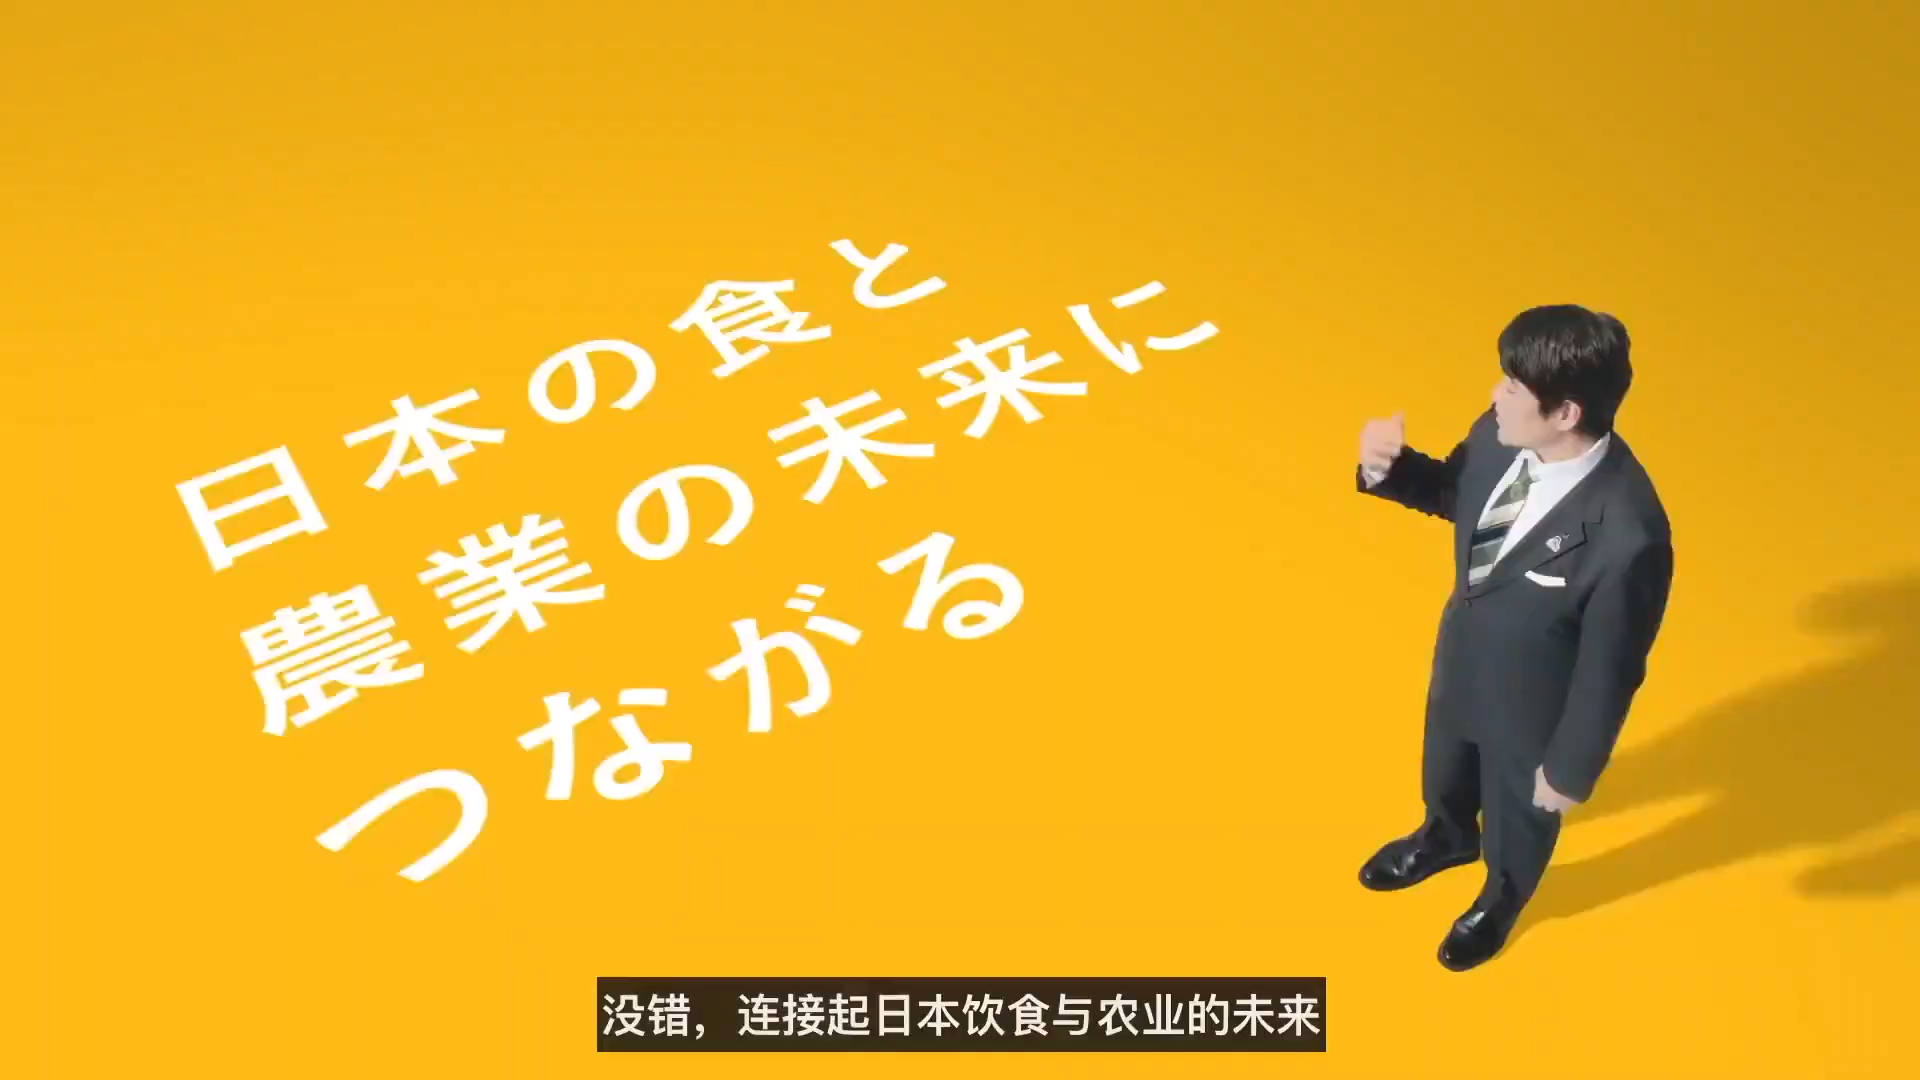 日本の食と
農業の未来に
つながる
没错，连接起日本饮食与农业的未来